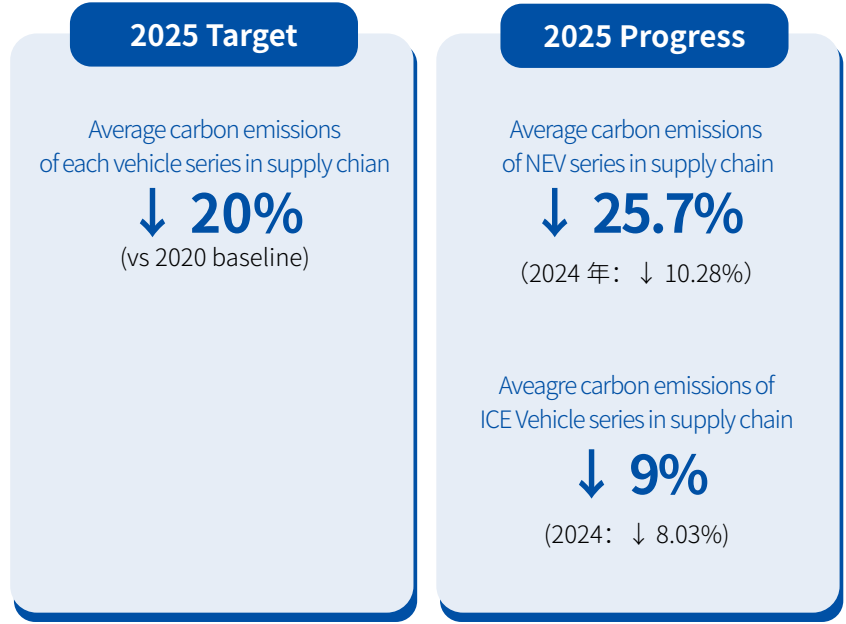 2025 Target
Average carbon emissions
of each vehicle series in supply chian
↓ 20%
(vs 2020 baseline)
2025 Progress
Average carbon emissions
of NEV series in supply chain
↓ 25.7%
（2024 年： ↓ 10.28%）
Aveagre carbon emissions of
ICE Vehicle series in supply chain
↓ 9%
(2024： ↓ 8.03%)